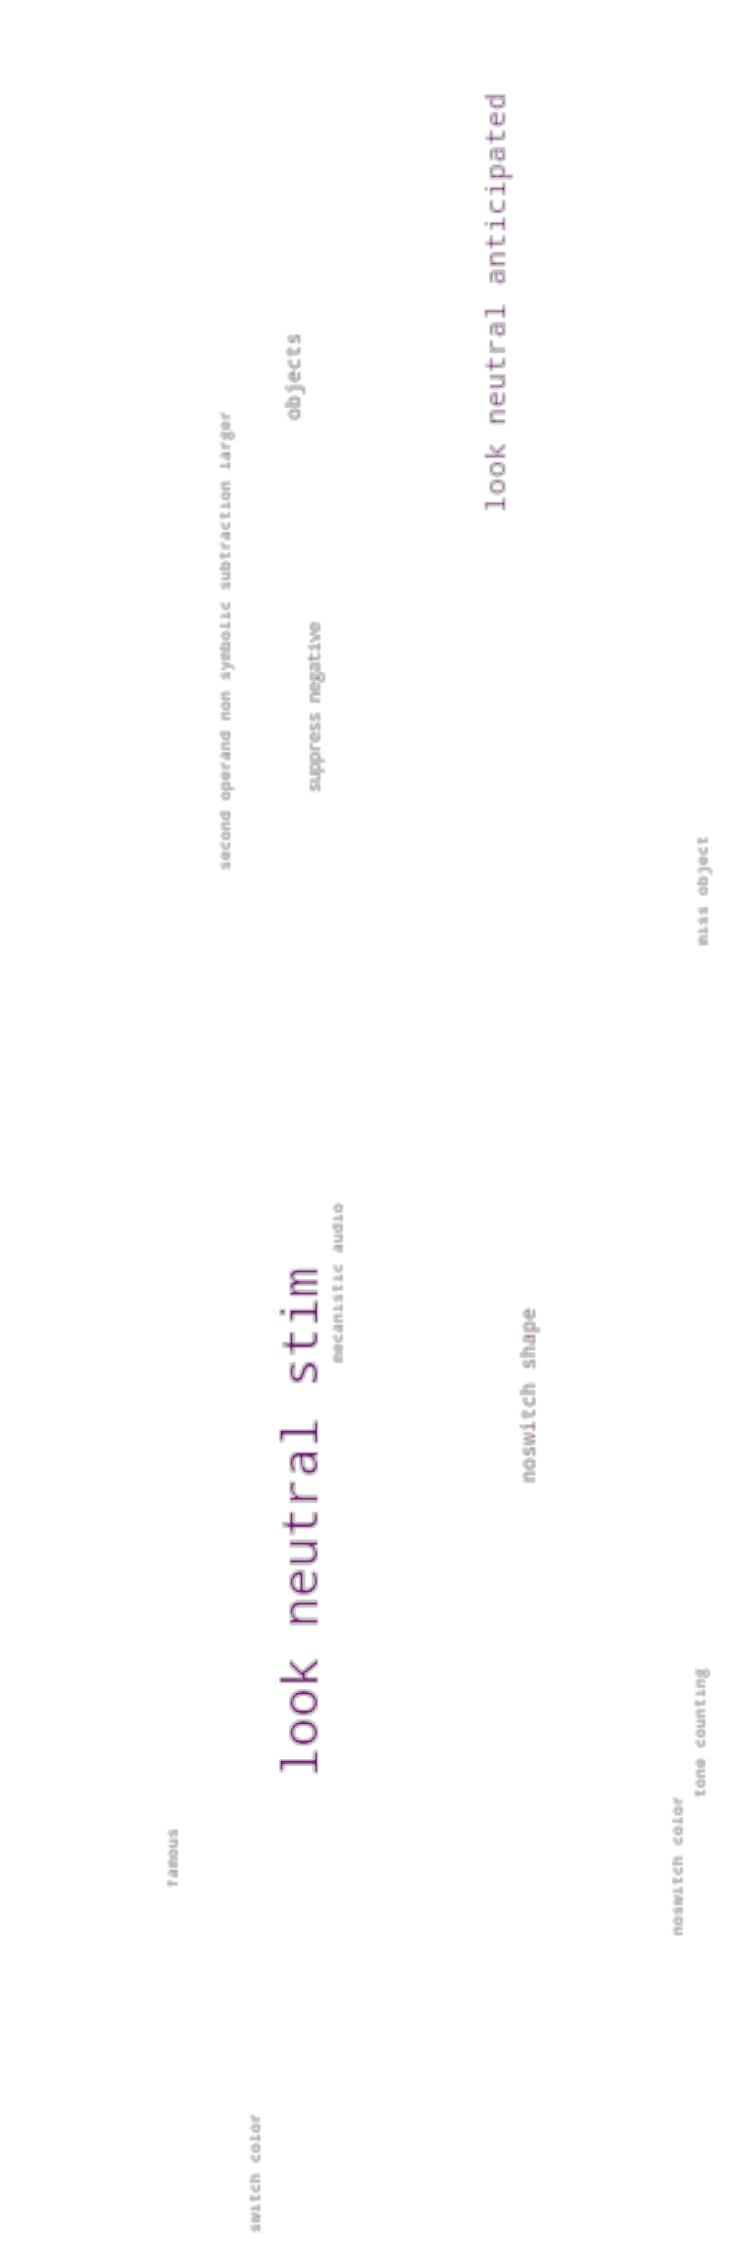 look neutral anticipated
objects
second operand non symbolic subtraction larger
suppress negative
miss object
mecanistic audio
look neutral stim
noswitch shape
tone counting
noswitch color
famous
switch color